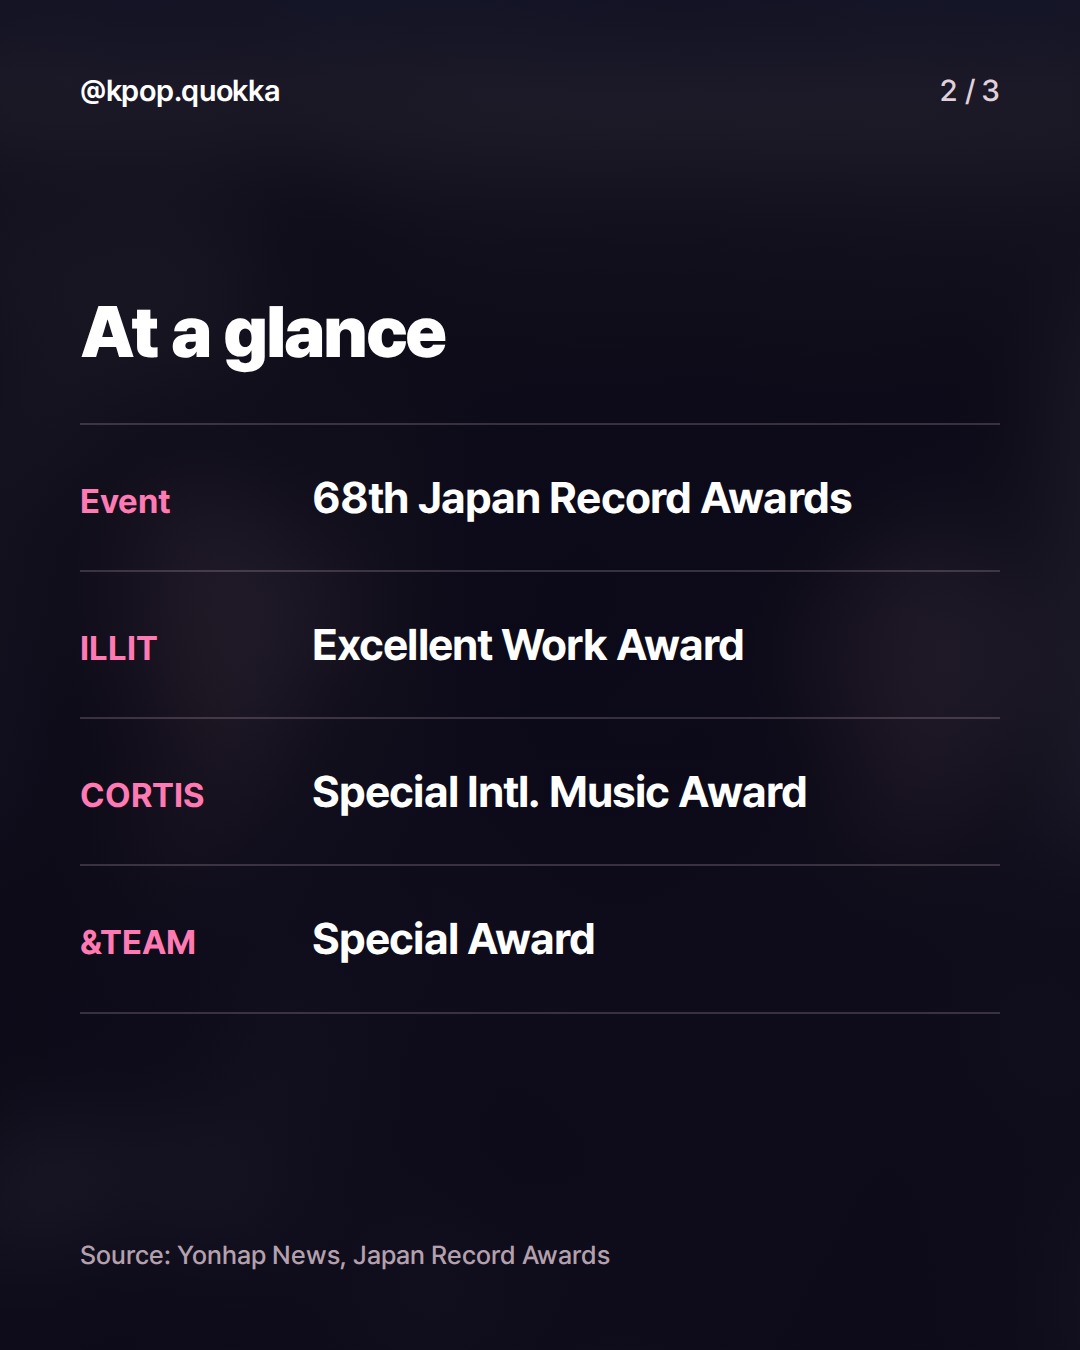 @kpop.quokka
2 / 3
At a glance
Event
68th Japan Record Awards
ILLIT
Excellent Work Award
CORTIS
Special Intl. Music Award
&TEAM
Special Award
Source: Yonhap News, Japan Record Awards